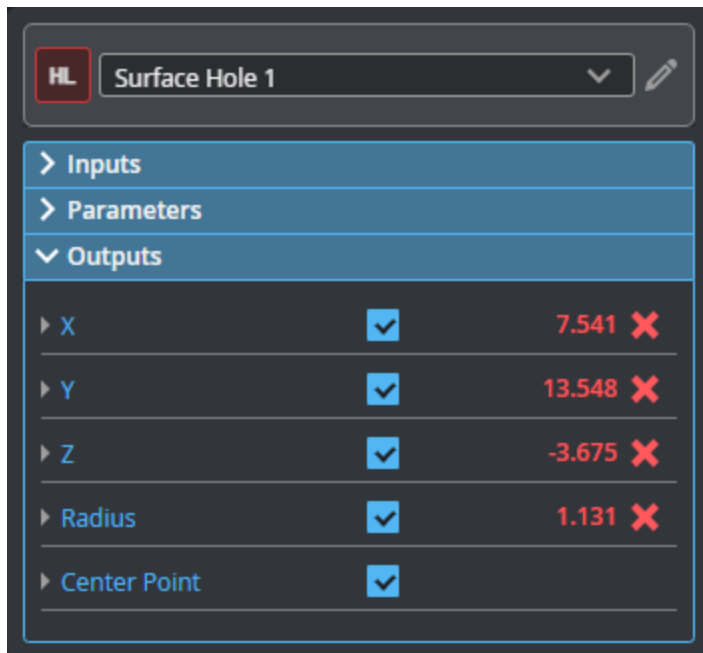 HL Surface Hole 1
Inputs
Parameters
Outputs
X 7.541
Y 13.548
Z -3.675
Radius 1.131
Center Point